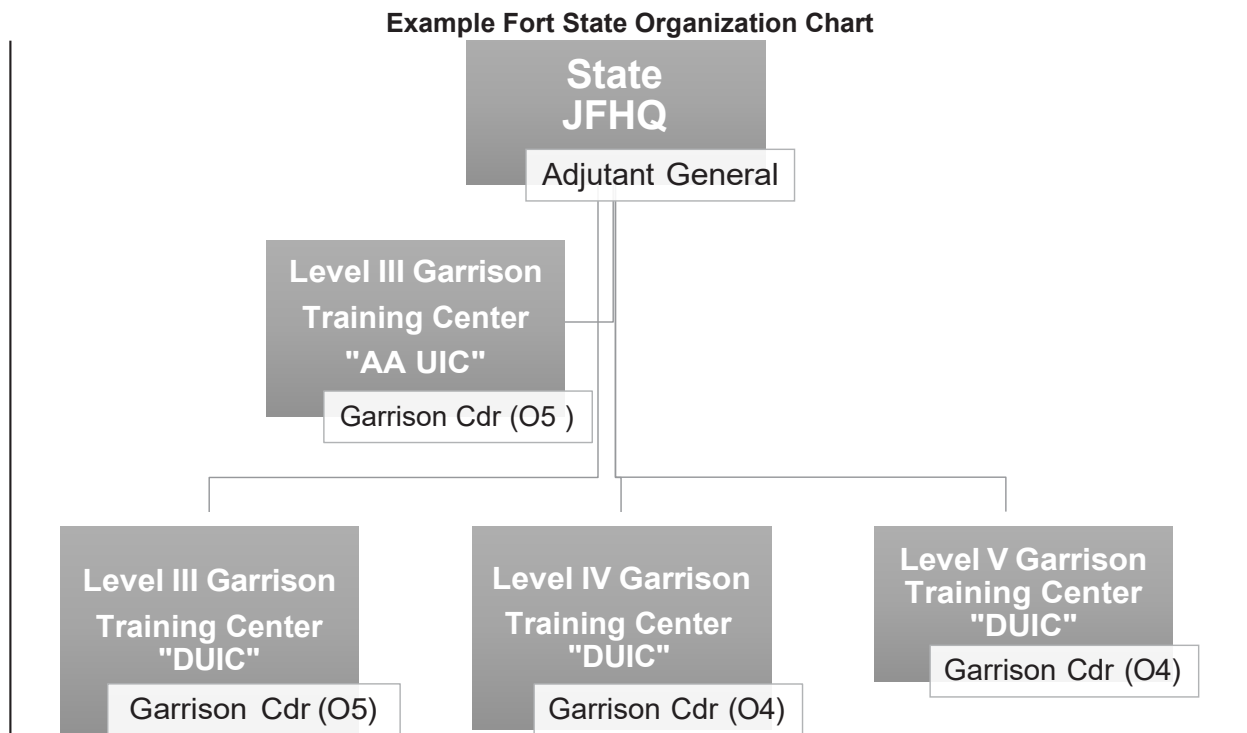 Example Fort State Organization Chart
State
JFHQ
Adjutant General
Level III Garrison
Training Center
"AA UIC"
Garrison Cdr (O5 )
Level III Garrison
Training Center
"DUIC"
Garrison Cdr (O5)
Level IV Garrison
Training Center
"DUIC"
Garrison Cdr (O4)
Level V Garrison
Training Center
"DUIC"
Garrison Cdr (O4)